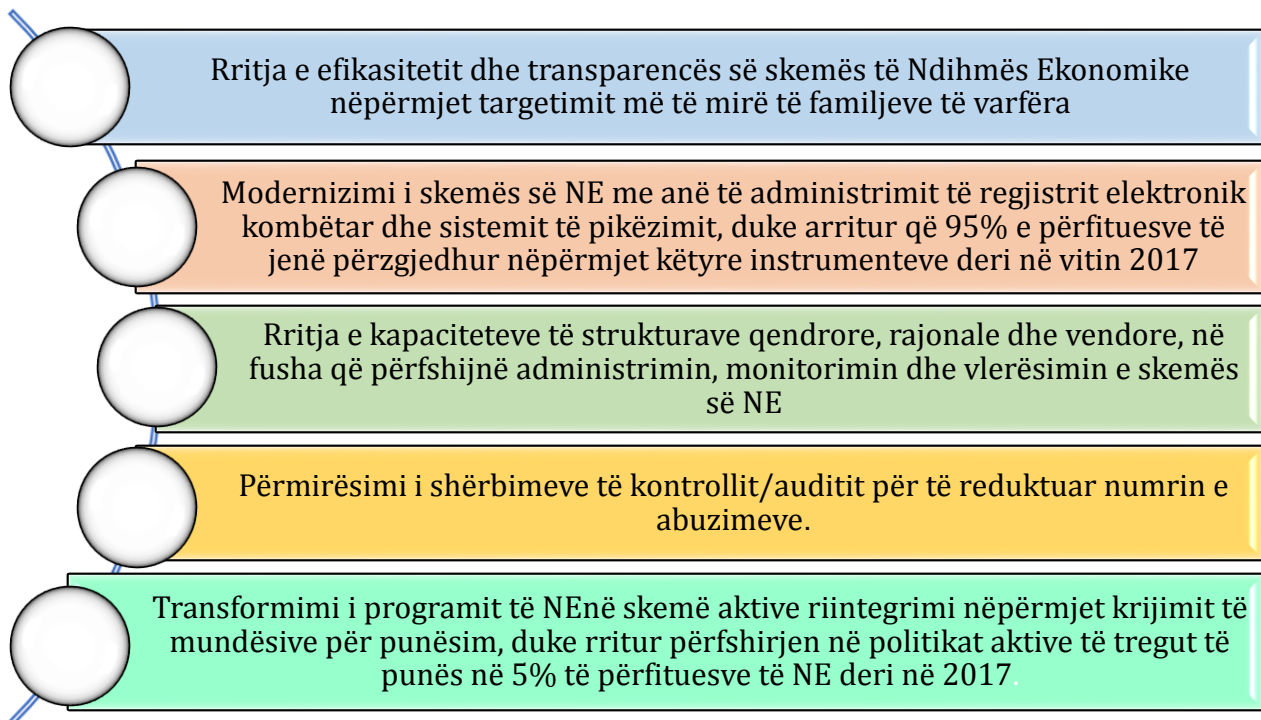 Rritja e efikasitetit dhe transparencës së skemës të Ndihmës Ekonomike
nëpërmjet targetimit më të mirë të familjeve të varfëra
Modernizimi i skemës së NE me anë të administrimit të regjistrit elektronik
kombëtar dhe sistemit të pikëzimit, duke arritur që 95% e përfituesve të
jenë përzgjedhur nëpërmjet këtyre instrumenteve deri në vitin 2017
Rritja e kapaciteteve të strukturave qendrore, rajonale dhe vendore, në
fusha që përfshijnë administrimin, monitorimin dhe vlerësimin e skemës
së NE
Përmirësimi i shërbimeve të kontrollit/auditit për të reduktuar numrin e
abuzimeve.
Transformimi i programit të NEnë skemë aktive riintegrimi nëpërmjet krijimit të
mundësive për punësim, duke rritur përfshirjen në politikat aktive të tregut të
punës në 5% të përfituesve të NE deri në 2017.